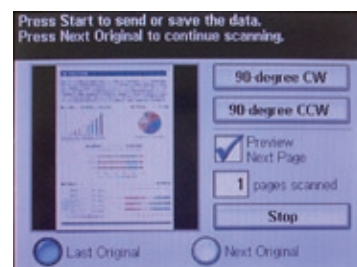 Press Start to send or save the data.
Press Next Original to continue scanning.
90-degree CW
90-degree CCW
Preview
Next Page
1 pages scanned
Stop
Last Original
Next Original